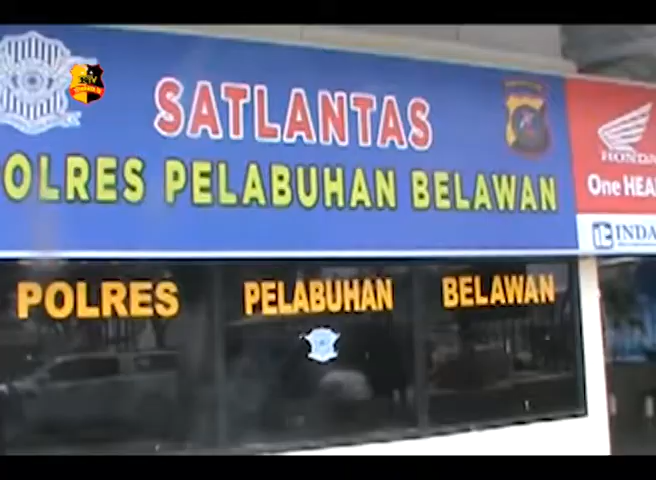 SATLANTAS
POLRES PELABUHAN BELAWAN
HONDA
One HEA
INDA
POLRES PELABUHAN BELAWAN